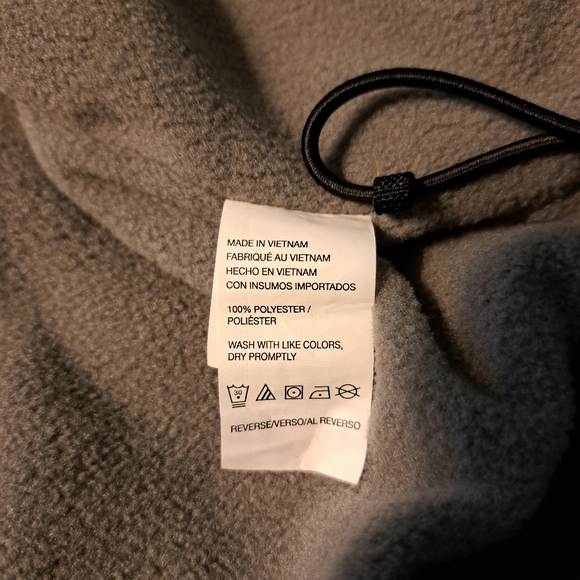 MADE IN VIETNAM
FABRIQUÉ AU VIETNAM
HECHO EN VIETNAM
CON INSUMOS IMPORTADOS
100% POLYESTER /
POLIÉSTER
WASH WITH LIKE COLORS,
DRY PROMPTLY
30
REVERSE/VERSO/AL REVERSO